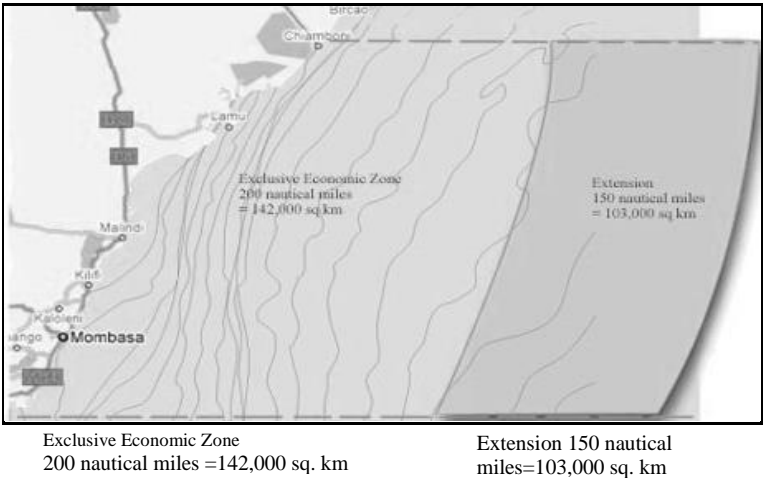 Bircao
Chiamboni
Lamu
Exclusive Economic Zone
200 nautical miles
= 142,000 sq km
Extension
150 nautical miles
= 103,000 sq km
Malindi
Kilifi
Kaloleni
Mombasa
Exclusive Economic Zone
200 nautical miles =142,000 sq. km
Extension 150 nautical
miles=103,000 sq. km